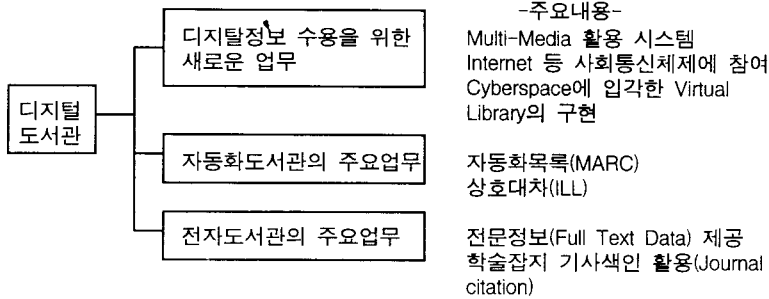 -주요내용-
디지탈정보 수용을 위한
새로운 업무
Multi-Media 활용 시스템
Internet 등 사회통신체제에 참여
Cyberspace에 입각한 Virtual
Library의 구현
디지털
도서관
자동화도서관의 주요업무
자동화목록(MARC)
상호대차(ILL)
전자도서관의 주요업무
전문정보(Full Text Data) 제공
학술잡지 기사색인 활용(Journal
citation)